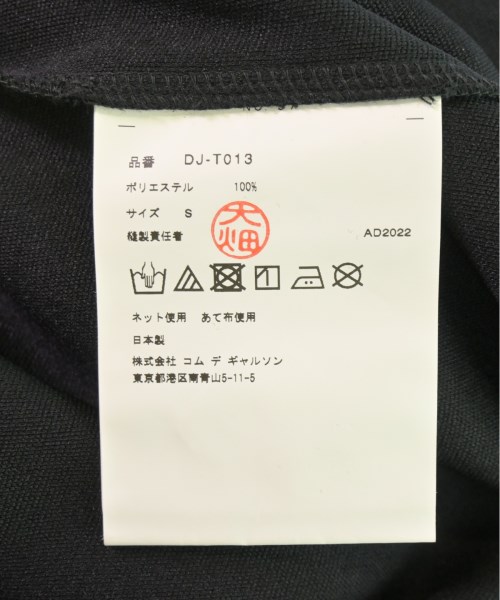 品番 DJ-T013
ポリエステル 100%
サイズ S
縫製責任者 大畑 AD2022
ネット使用 あて布使用
日本製
株式会社 コム デ ギャルソン
東京都港区南青山5-11-5